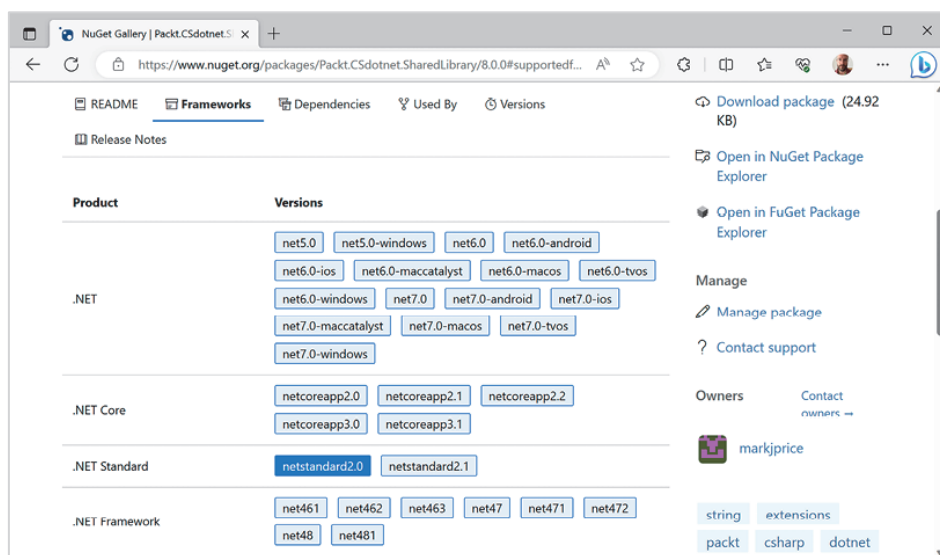 NuGet Gallery | Packt.CSdotnet.S
https://www.nuget.org/packages/Packt.CSdotnet.SharedLibrary/8.0.0#supportedf...
README Frameworks Dependencies Used By Versions
Release Notes
Product Versions
.NET
net5.0 net5.0-windows net6.0 net6.0-android
net6.0-ios net6.0-maccatalyst net6.0-macos net6.0-tvos
net6.0-windows net7.0 net7.0-android net7.0-ios
net7.0-maccatalyst net7.0-macos net7.0-tvos
net7.0-windows
.NET Core
netcoreapp2.0 netcoreapp2.1 netcoreapp2.2
netcoreapp3.0 netcoreapp3.1
.NET Standard
netstandard2.0 netstandard2.1
.NET Framework
net461 net462 net463 net47 net471 net472
net48 net481
Download package (24.92
KB)
Open in NuGet Package
Explorer
Open in FuGet Package
Explorer
Manage
Manage package
Contact support
Owners Contact
owners →
markjprice
string extensions
packt csharp dotnet